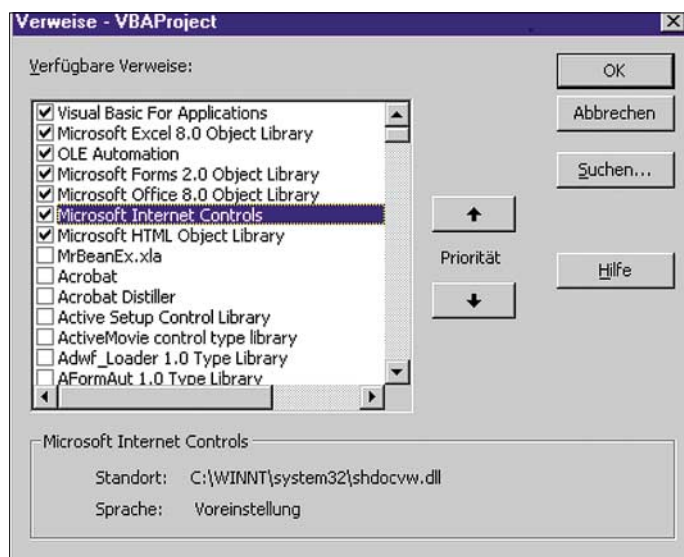 Verweise - VBAProject
Verfügbare Verweise:
Visual Basic For Applications
Microsoft Excel 8.0 Object Library
OLE Automation
Microsoft Forms 2.0 Object Library
Microsoft Office 8.0 Object Library
Microsoft Internet Controls
Microsoft HTML Object Library
MrBeanEx.xla
Acrobat
Acrobat Distiller
Active Setup Control Library
ActiveMovie control type library
Adwf_Loader 1.0 Type Library
AFormAut 1.0 Type Library
Priorität
OK
Abbrechen
Suchen...
Hilfe
Microsoft Internet Controls
Standort: C:\WINNT\system32\shdocvw.dll
Sprache: Voreinstellung